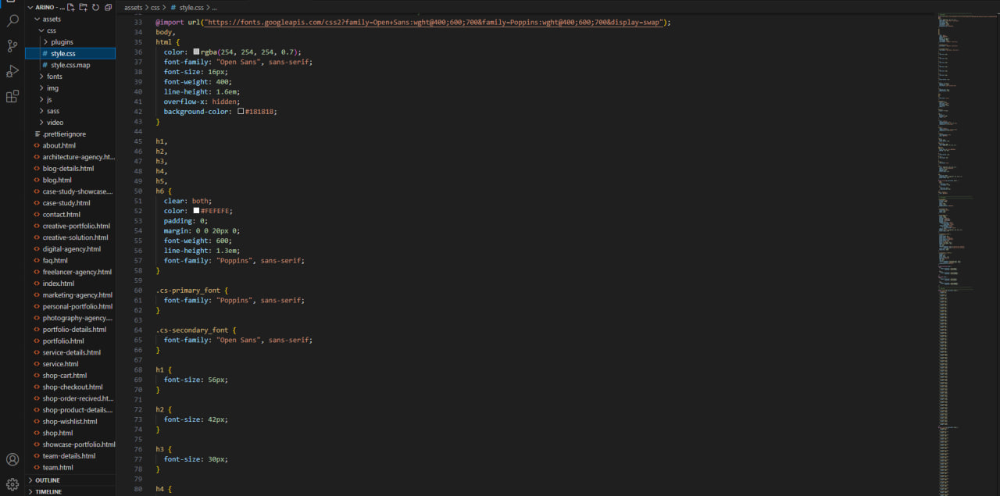 ARINO - ...
assets
css
plugins
# style.css
# style.css.map
fonts
img
js
sass
video
.prettierignore
<> about.html
<> architecture-agency.ht...
<> blog-details.html
<> blog.html
<> case-study-showcase....
<> case-study.html
<> contact.html
<> creative-portfolio.html
<> creative-solution.html
<> digital-agency.html
<> faq.html
<> freelancer-agency.html
<> index.html
<> marketing-agency.html
<> personal-portfolio.html
<> photography-agency....
<> portfolio-details.html
<> portfolio.html
<> service-details.html
<> service.html
<> shop-cart.html
<> shop-checkout.html
<> shop-order-recived.ht...
<> shop-product-details....
<> shop-wishlist.html
<> shop.html
<> showcase-portfolio.html
<> team-details.html
<> team.html
OUTLINE
TIMELINE
assets > css > # style.css > ...
33 @import url("https://fonts.googleapis.com/css2?family=Open+Sans:wght@400;600;700&family=Poppins:wght@400;600;700&display=swap");
34 body,
35 html {
36 color: rgba(254, 254, 254, 0.7);
37 font-family: "Open Sans", sans-serif;
38 font-size: 16px;
39 font-weight: 400;
40 line-height: 1.6em;
41 overflow-x: hidden;
42 background-color: #181818;
43 }
44
45 h1,
46 h2,
47 h3,
48 h4,
49 h5,
50 h6 {
51 clear: both;
52 color: #FEFEFE;
53 padding: 0;
54 margin: 0 0 20px 0;
55 font-weight: 600;
56 line-height: 1.3em;
57 font-family: "Poppins", sans-serif;
58 }
59
60 .cs-primary_font {
61 font-family: "Poppins", sans-serif;
62 }
63
64 .cs-secondary_font {
65 font-family: "Open Sans", sans-serif;
66 }
67
68 h1 {
69 font-size: 56px;
70 }
71
72 h2 {
73 font-size: 42px;
74 }
75
76 h3 {
77 font-size: 30px;
78 }
79
80 h4 {